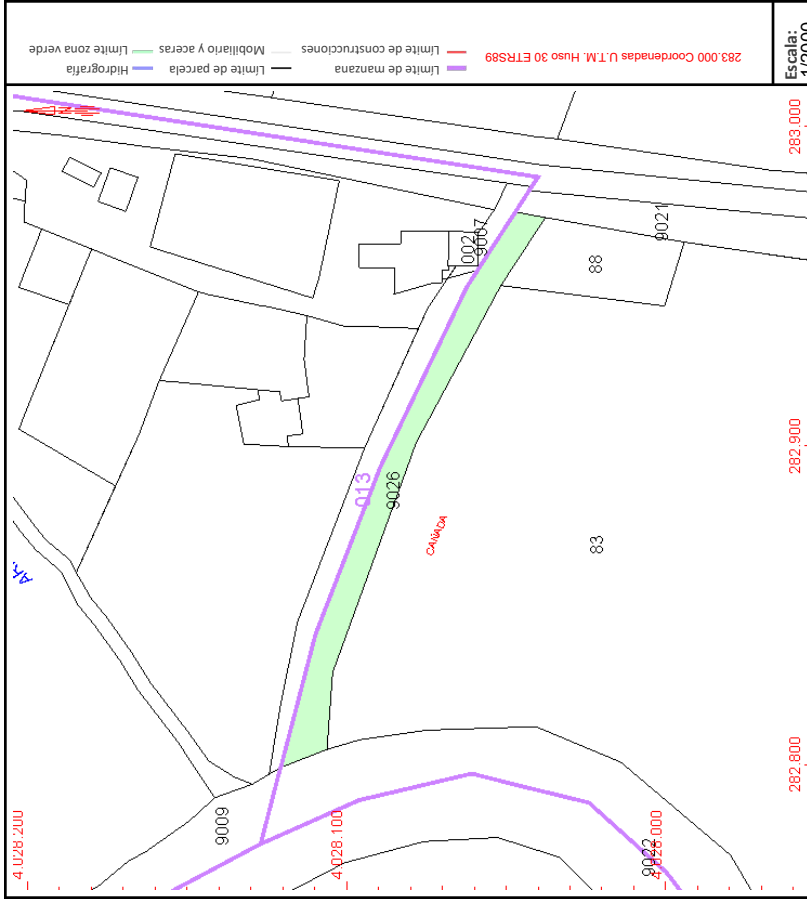 283.000 Coordenadas U.T.M. Huso 30 ETRS89
Límite de manzana
Límite de parcela
Límite de construcciones
Mobiliario y aceras
Límite zona verde
Hidrografía
Escala:
1/2000
283,000
282,900
282,800
4.028.200
4.028.100
4.028.000
002
9007
9021
88
013
9026
CAÑADA
83
9009
9022